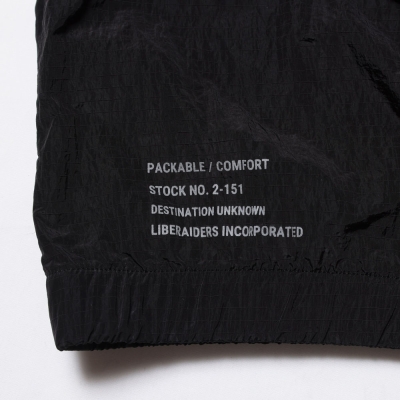 PACKABLE / COMFORT
STOCK NO. 2-151
DESTINATION UNKNOWN
LIBERAIDERS INCORPORATED